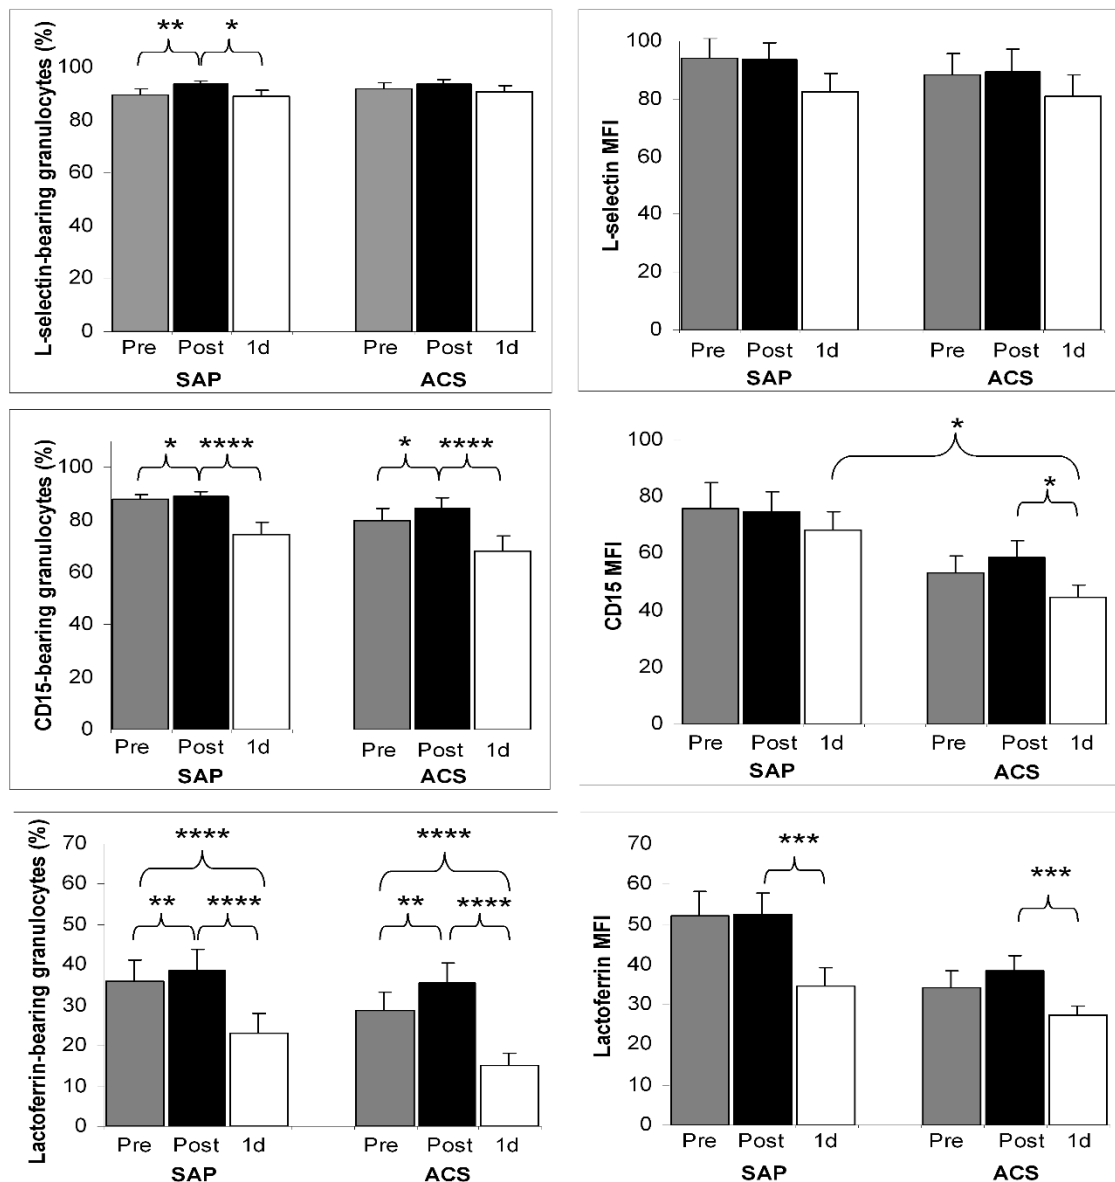 L-selectin-bearing granulocytes (%)
** *
100
80
60
40
20
0
Pre Post 1d Pre Post 1d
SAP ACS
L-selectin MFI
100
80
60
40
20
0
Pre Post 1d Pre Post 1d
SAP ACS
CD15-bearing granulocytes (%)
* **** * ****
100
80
60
40
20
0
Pre Post 1d Pre Post 1d
SAP ACS
CD15 MFI
*
*
100
80
60
40
20
0
Pre Post 1d Pre Post 1d
SAP ACS
Lactoferrin-bearing granulocytes (%)
**** ****
** **** ** ****
70
60
50
40
30
20
10
0
Pre Post 1d Pre Post 1d
SAP ACS
Lactoferrin MFI
*** ***
70
60
50
40
30
20
10
0
Pre Post 1d Pre Post 1d
SAP ACS